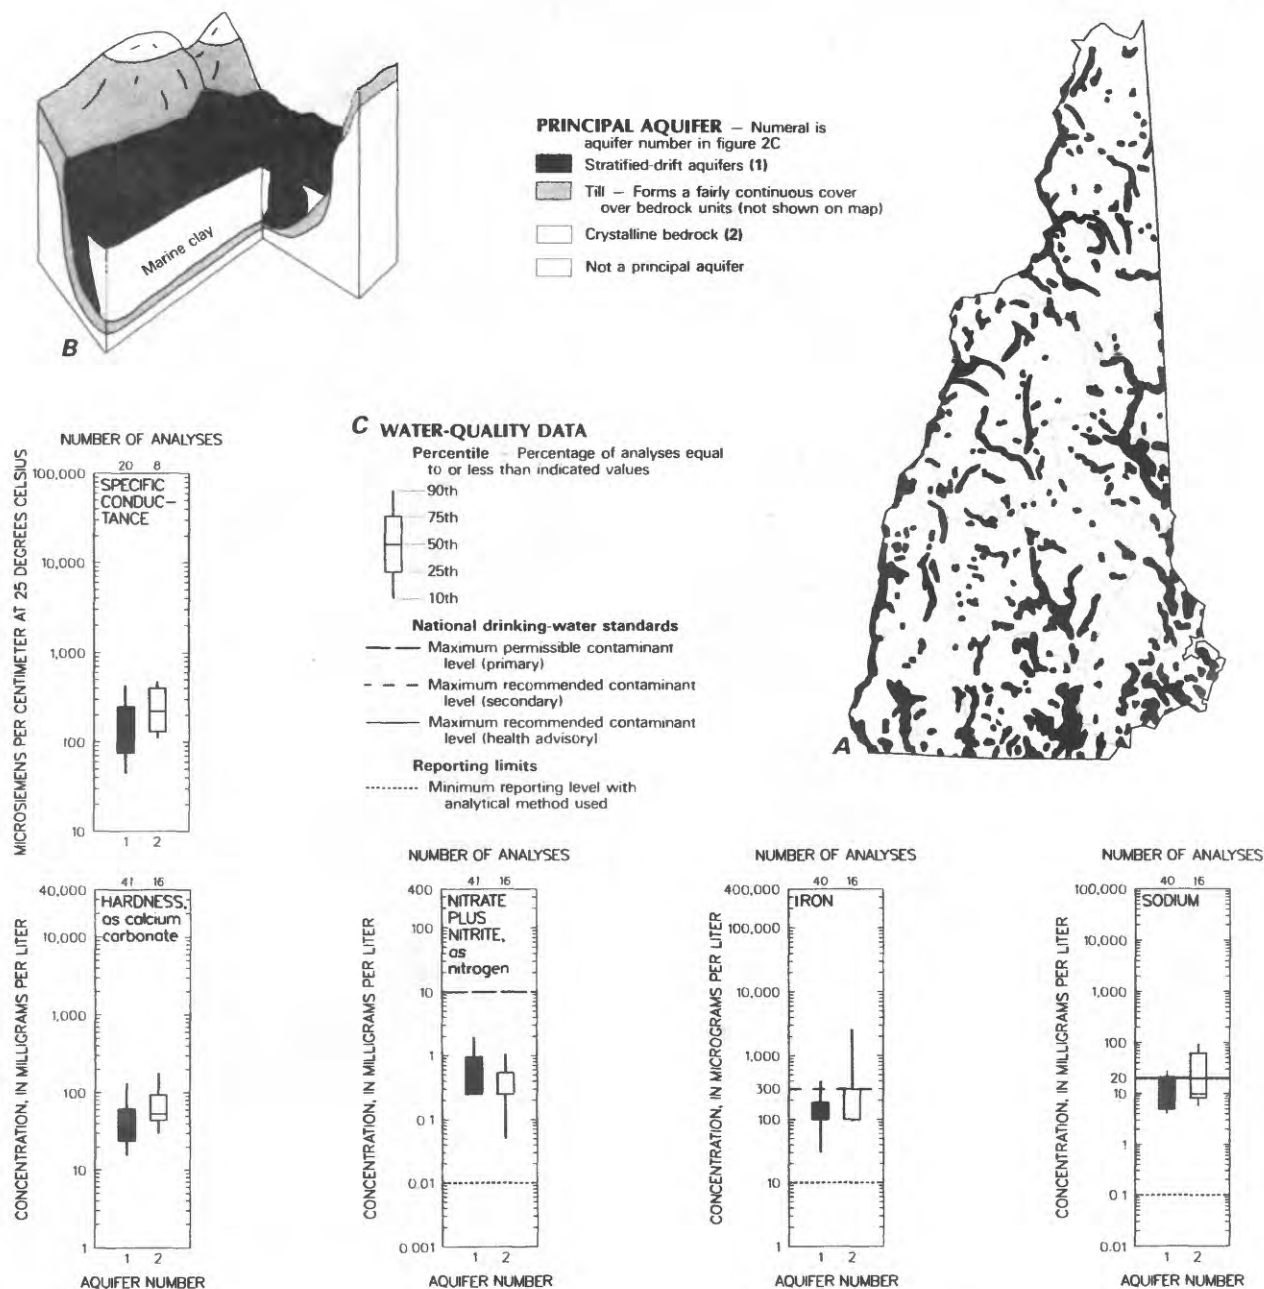 PRINCIPAL AQUIFER — Numeral is
aquifer number in figure 2C
Stratified-drift aquifers (1)
Till — Forms a fairly continuous cover
over bedrock units (not shown on map)
Crystalline bedrock (2)
Not a principal aquifer
Marine clay
B
A
C WATER-QUALITY DATA
Percentile — Percentage of analyses equal
to or less than indicated values
90th
75th
50th
25th
10th
National drinking-water standards
Maximum permissible contaminant
level (primary)
Maximum recommended contaminant
level (secondary)
Maximum recommended contaminant
level (health advisory)
Reporting limits
Minimum reporting level with
analytical method used
NUMBER OF ANALYSES
20 8
MICROSIEMENS PER CENTIMETER AT 25 DEGREES CELSIUS
SPECIFIC
CONDUC-
TANCE
100,000
10,000
1,000
100
10
1 2
41 16
CONCENTRATION, IN MILLIGRAMS PER LITER
HARDNESS,
as calcium
carbonate
40,000
10,000
1,000
100
10
1
1 2
AQUIFER NUMBER
NUMBER OF ANALYSES
41 16
CONCENTRATION, IN MILLIGRAMS PER LITER
NITRATE
PLUS
NITRITE,
as
nitrogen
400
100
10
1
0.1
0.01
0.001
1 2
AQUIFER NUMBER
NUMBER OF ANALYSES
40 16
CONCENTRATION, IN MICROGRAMS PER LITER
IRON
400,000
100,000
10,000
1,000
300
100
10
1
1 2
AQUIFER NUMBER
NUMBER OF ANALYSES
40 16
CONCENTRATION, IN MILLIGRAMS PER LITER
SODIUM
100,000
10,000
1,000
100
20
10
1
0.1
0.01
1 2
AQUIFER NUMBER